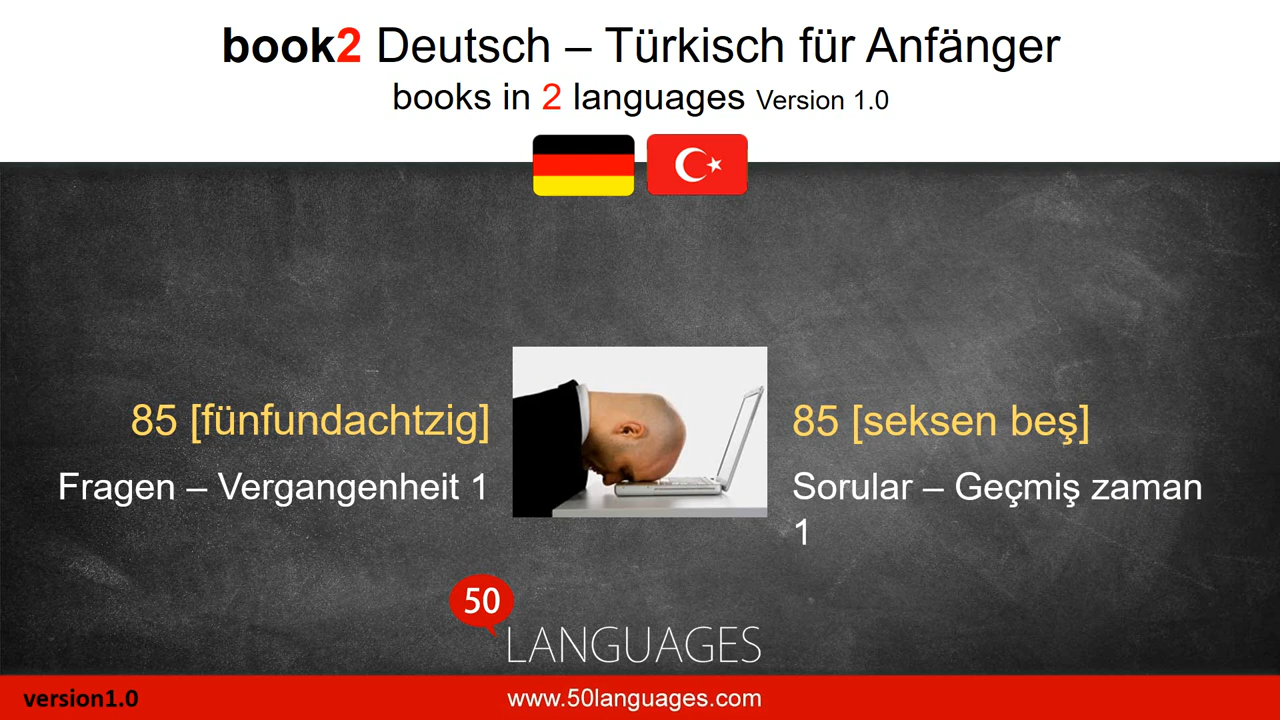 book2 Deutsch – Türkisch für Anfänger
books in 2 languages Version 1.0
85 [fünfundachtzig]
Fragen – Vergangenheit 1
85 [seksen beş]
Sorular – Geçmiş zaman
1
50
LANGUAGES
version1.0
www.50languages.com